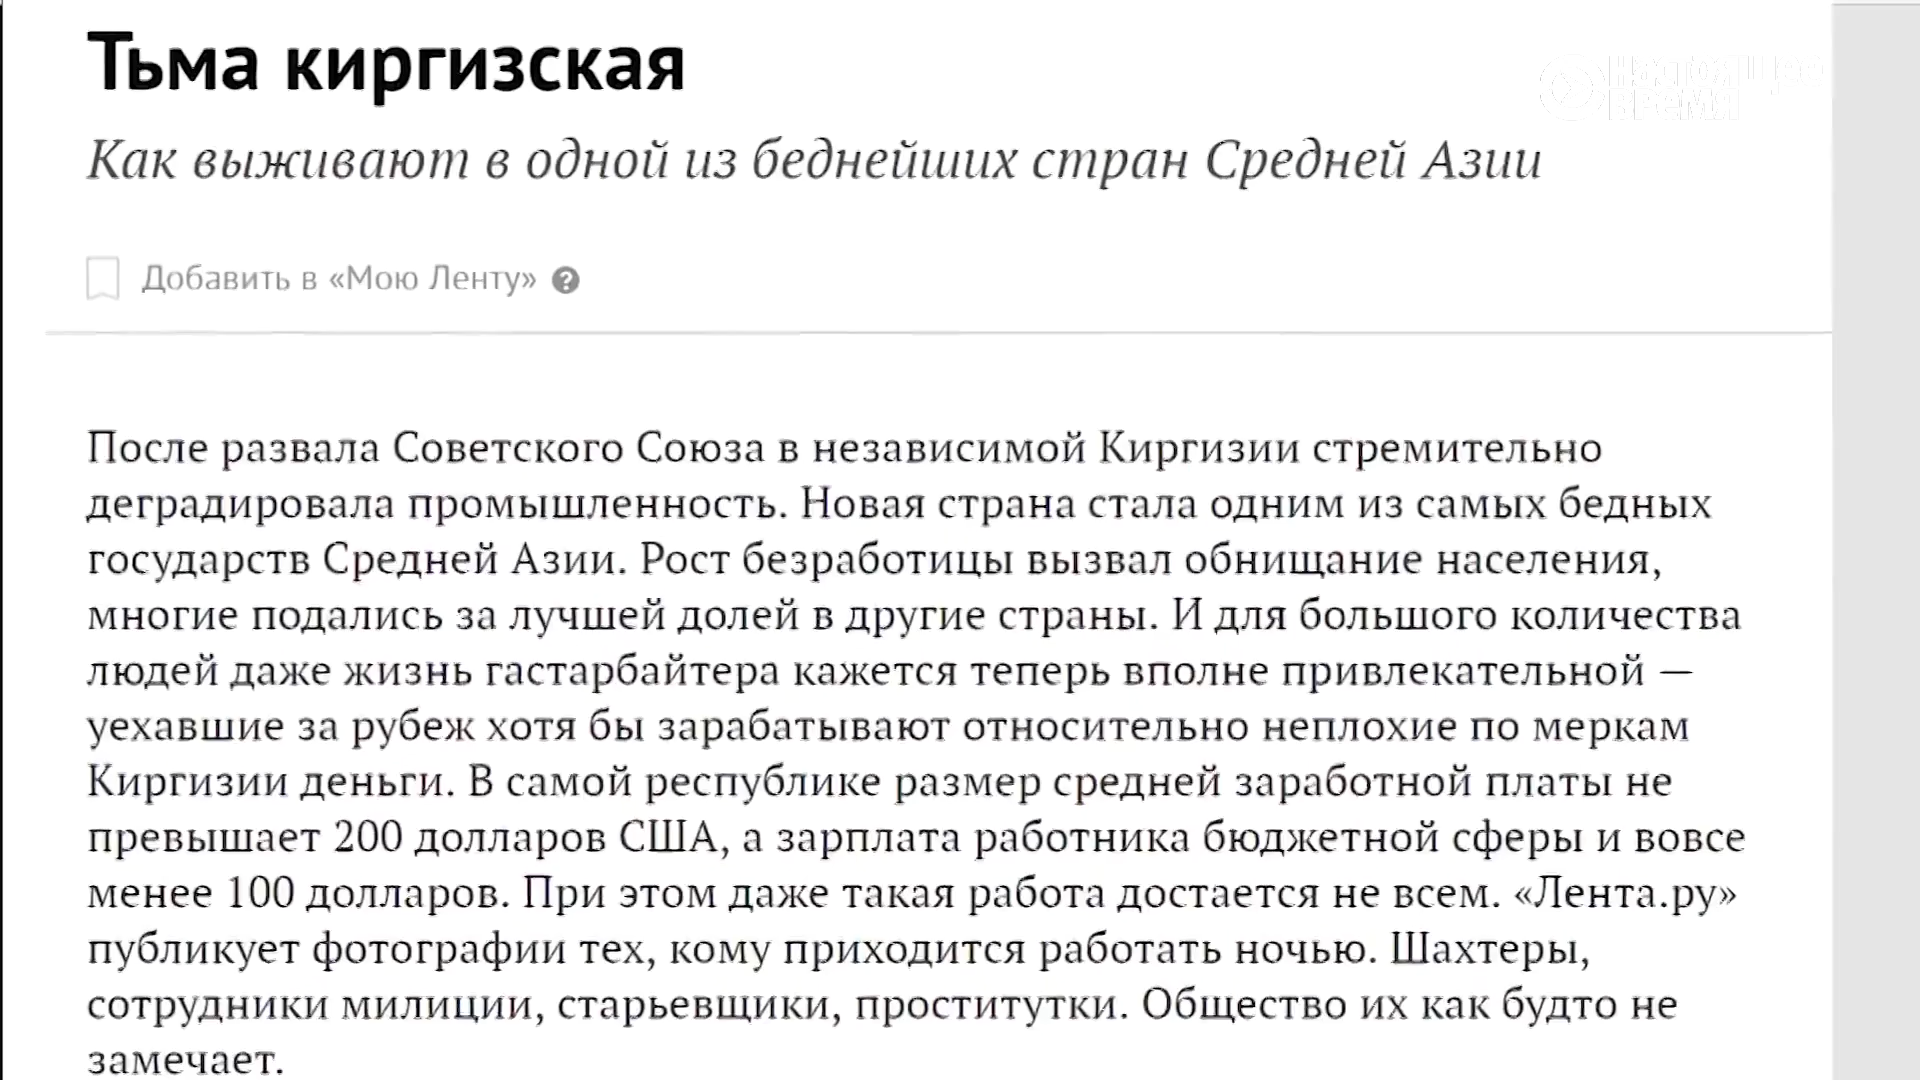 Тьма киргизская
НАСТОЯЩЕЕ
ВРЕМЯ
Как выживают в одной из беднейших стран Средней Азии
Добавить в «Мою Ленту» ?
После развала Советского Союза в независимой Киргизии стремительно
деградировала промышленность. Новая страна стала одним из самых бедных
государств Средней Азии. Рост безработицы вызвал обнищание населения,
многие подались за лучшей долей в другие страны. И для большого количества
людей даже жизнь гастарбайтера кажется теперь вполне привлекательной —
уехавшие за рубеж хотя бы зарабатывают относительно неплохие по меркам
Киргизии деньги. В самой республике размер средней заработной платы не
превышает 200 долларов США, а зарплата работника бюджетной сферы и вовсе
менее 100 долларов. При этом даже такая работа достается не всем. «Лента.ру»
публикует фотографии тех, кому приходится работать ночью. Шахтеры,
сотрудники милиции, старьевщики, проститутки. Общество их как будто не
замечает.